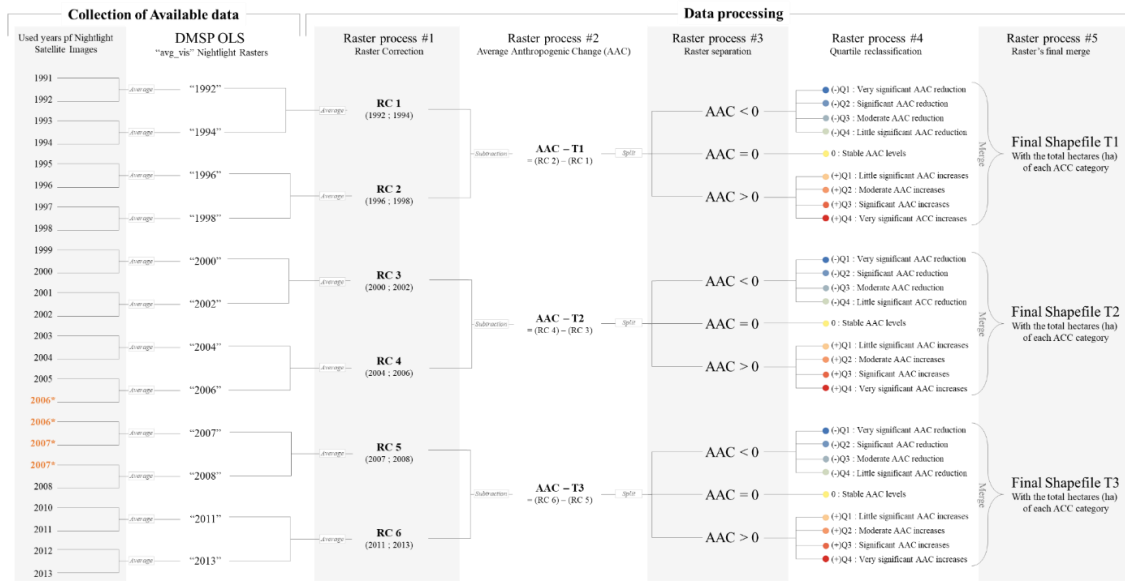 Collection of Available data
Data processing
Used years pf Nightlight
Satellite Images
DMSP OLS
"avg_vis" Nightlight Rasters
Raster process #1
Raster Correction
Raster process #2
Average Anthropogenic Change (AAC)
Raster process #3
Raster separation
Raster process #4
Quartile reclassification
Raster process #5
Raster's final merge
1991
1992
1993
1994
1995
1996
1997
1998
1999
2000
2001
2002
2003
2004
2005
2006*
2006*
2007*
2007*
2008
2010
2011
2012
2013
Average
Average
Average
Average
Average
Average
Average
Average
Average
Average
Average
Average
"1992"
"1994"
"1996"
"1998"
"2000"
"2002"
"2004"
"2006"
"2007"
"2008"
"2011"
"2013"
Average
Average
Average
Average
Average
Average
RC 1
(1992 ; 1994)
RC 2
(1996 ; 1998)
RC 3
(2000 ; 2002)
RC 4
(2004 ; 2006)
RC 5
(2007 ; 2008)
RC 6
(2011 ; 2013)
Subtraction
AAC – T1
= (RC 2) – (RC 1)
Split
Subtraction
AAC – T2
= (RC 4) – (RC 3)
Split
Subtraction
AAC – T3
= (RC 6) – (RC 5)
Split
AAC < 0
AAC = 0
AAC > 0
AAC < 0
AAC = 0
AAC > 0
AAC < 0
AAC = 0
AAC > 0
(-)Q1 : Very significant AAC reduction
(-)Q2 : Significant AAC reduction
(-)Q3 : Moderate AAC reduction
(-)Q4 : Little significant AAC reduction
0 : Stable AAC levels
(+)Q1 : Little significant AAC increases
(+)Q2 : Moderate AAC increases
(+)Q3 : Significant AAC increases
(+)Q4 : Very significant ACC increases
Merge
Final Shapefile T1
With the total hectares (ha)
of each ACC category
(-)Q1 : Very significant AAC reduction
(-)Q2 : Significant AAC reduction
(-)Q3 : Moderate AAC reduction
(-)Q4 : Little significant ACC reduction
0 : Stable AAC levels
(+)Q1 : Little significant AAC increases
(+)Q2 : Moderate AAC increases
(+)Q3 : Significant AAC increases
(+)Q4 : Very significant AAC increases
Merge
Final Shapefile T2
With the total hectares (ha)
of each ACC category
(-)Q1 : Very significant AAC reduction
(-)Q2 : Significant AAC reduction
(-)Q3 : Moderate AAC reduction
(-)Q4 : Little significant AAC reduction
0 : Stable AAC levels
(+)Q1 : Little significant AAC increases
(+)Q2 : Moderate AAC increases
(+)Q3 : Significant AAC increases
(+)Q4 : Very significant AAC increases
Merge
Final Shapefile T3
With the total hectares (ha)
of each ACC category